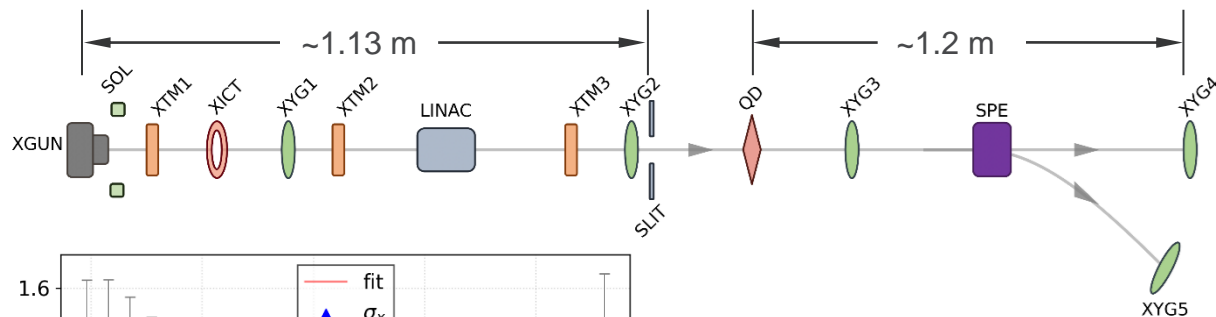 ~1.13 m
~1.2 m
SOL
XTM1
XICT
XYG1
XTM2
LINAC
XTM3
XYG2
QD
XYG3
SPE
XYG4
XGUN
SLIT
XYG5
1.6
fit
σx